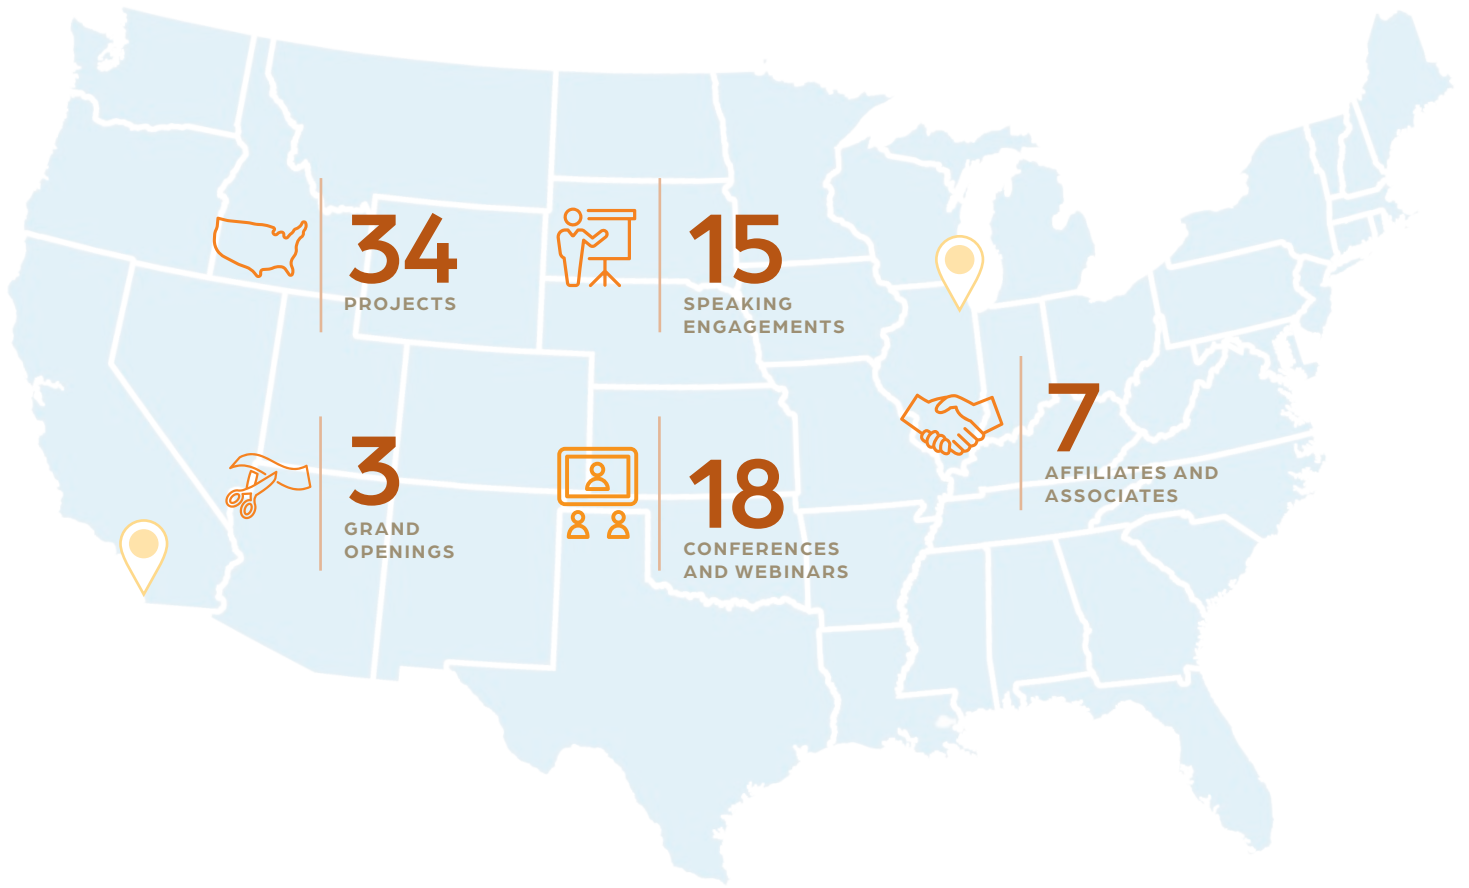 34
PROJECTS
15
SPEAKING
ENGAGEMENTS
3
GRAND
OPENINGS
18
CONFERENCES
AND WEBINARS
7
AFFILIATES AND
ASSOCIATES